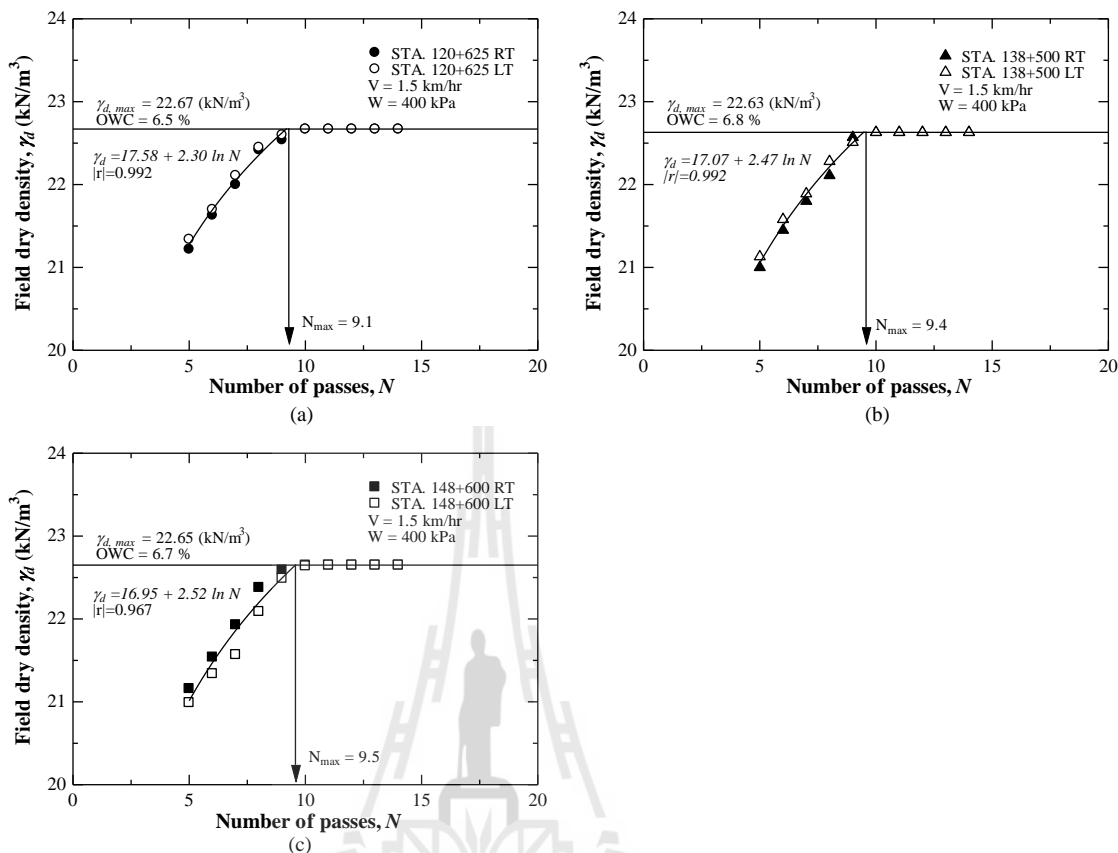 Field dry density, γd (kN/m³)
24
23
22
21
20
● STA. 120+625 RT
○ STA. 120+625 LT
V = 1.5 km/hr
W = 400 kPa
γd, max = 22.67 (kN/m³)
OWC = 6.5 %
γd =17.58 + 2.30 ln N
|r|=0.992
Nmax = 9.1
0 5 10 15 20
Number of passes, N
(a)
Field dry density, γd (kN/m³)
24
23
22
21
20
▲ STA. 138+500 RT
△ STA. 138+500 LT
V = 1.5 km/hr
W = 400 kPa
γd, max = 22.63 (kN/m³)
OWC = 6.8 %
γd =17.07 + 2.47 ln N
|r|=0.992
Nmax = 9.4
0 5 10 15 20
Number of passes, N
(b)
Field dry density, γd (kN/m³)
24
23
22
21
20
■ STA. 148+600 RT
□ STA. 148+600 LT
V = 1.5 km/hr
W = 400 kPa
γd, max = 22.65 (kN/m³)
OWC = 6.7 %
γd =16.95 + 2.52 ln N
|r|=0.967
Nmax = 9.5
0 5 10 15 20
Number of passes, N
(c)